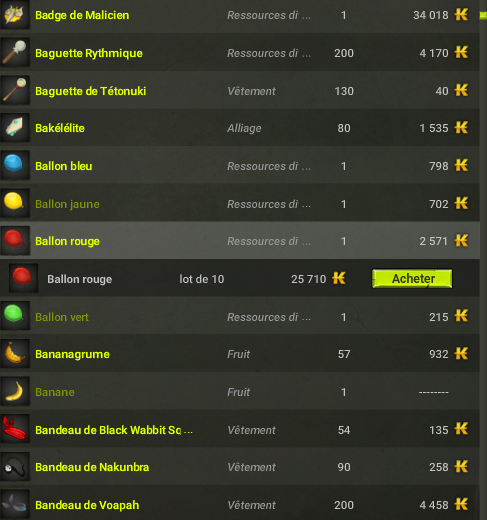 Badge de Malicien Ressources di ... 1 34 018
Baguette Rythmique Ressources di ... 200 4 170
Baguette de Tétonuki Vêtement 130 40
Bakélélite Alliage 80 1 535
Ballon bleu Ressources di ... 1 798
Ballon jaune Ressources di ... 1 702
Ballon rouge Ressources di ... 1 2 571
Ballon rouge lot de 10 25 710 Acheter
Ballon vert Ressources di ... 1 215
Bananagrume Fruit 57 932
Banane Fruit 1 --------
Bandeau de Black Wabbit Sq ... Vêtement 54 135
Bandeau de Nakunbra Vêtement 90 258
Bandeau de Voapah Vêtement 200 4 458